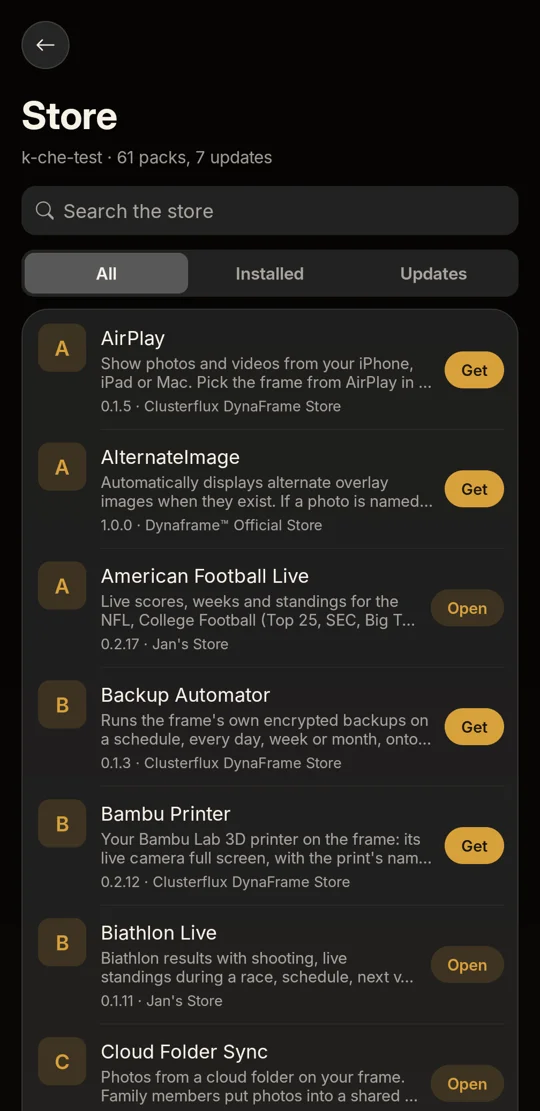 Store
k-che-test · 61 packs, 7 updates
Search the store
All Installed Updates
A
AirPlay
Show photos and videos from your iPhone,
iPad or Mac. Pick the frame from AirPlay in ...
0.1.5 · Clusterflux DynaFrame Store
Get
A
AlternateImage
Automatically displays alternate overlay
images when they exist. If a photo is named...
1.0.0 · Dynaframe™ Official Store
Get
A
American Football Live
Live scores, weeks and standings for the
NFL, College Football (Top 25, SEC, Big T...
0.2.17 · Jan's Store
Open
B
Backup Automator
Runs the frame's own encrypted backups on
a schedule, every day, week or month, onto...
0.1.3 · Clusterflux DynaFrame Store
Get
B
Bambu Printer
Your Bambu Lab 3D printer on the frame: its
live camera full screen, with the print's nam...
0.2.12 · Clusterflux DynaFrame Store
Get
B
Biathlon Live
Biathlon results with shooting, live
standings during a race, schedule, next v...
0.1.11 · Jan's Store
Open
C
Cloud Folder Sync
Photos from a cloud folder on your frame.
Family members put photos into a shared ...
Open